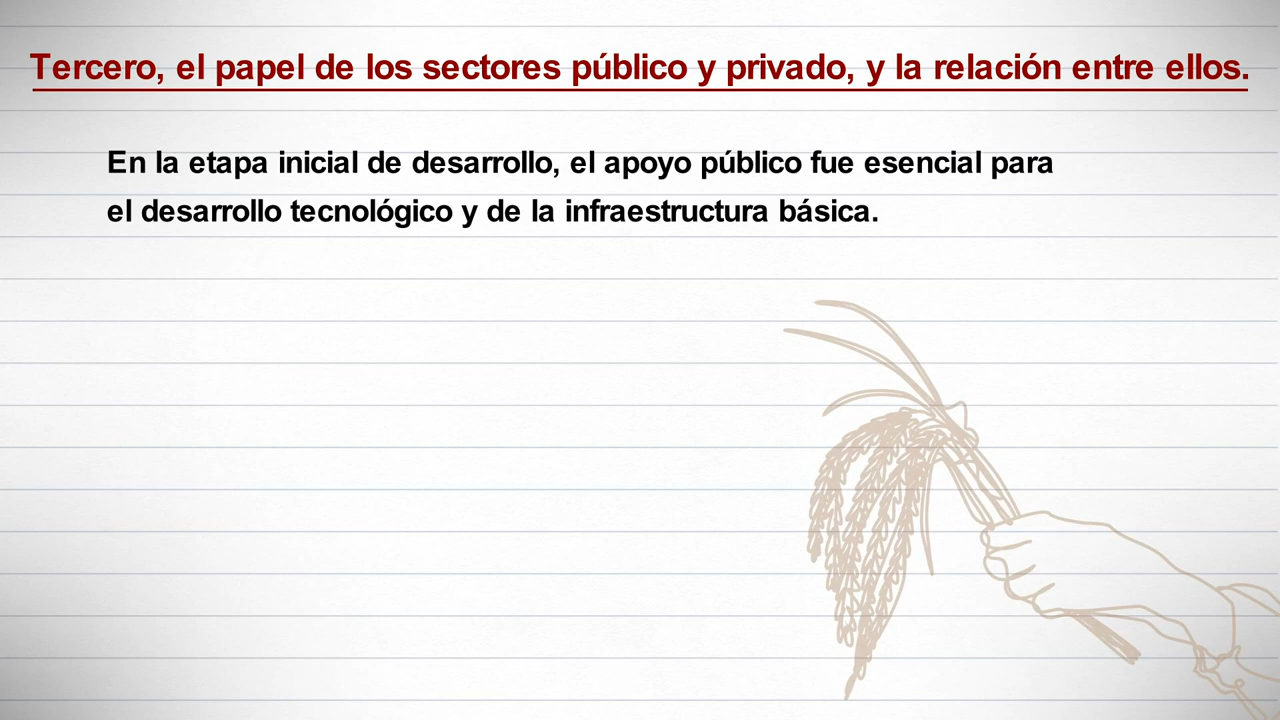 Tercero, el papel de los sectores público y privado, y la relación entre ellos.
En la etapa inicial de desarrollo, el apoyo público fue esencial para
el desarrollo tecnológico y de la infraestructura básica.